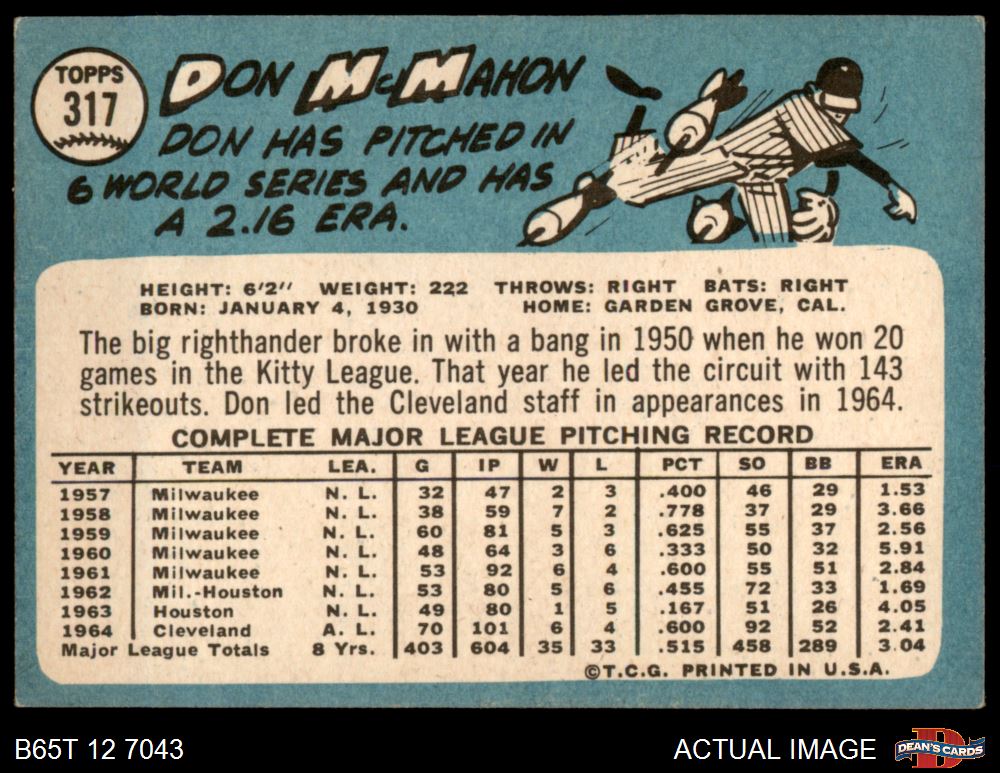 TOPPS
317
DON McMAHON
DON HAS PITCHED IN
6 WORLD SERIES AND HAS
A 2.16 ERA.
HEIGHT: 6'2" WEIGHT: 222 THROWS: RIGHT BATS: RIGHT
BORN: JANUARY 4, 1930 HOME: GARDEN GROVE, CAL.
The big righthander broke in with a bang in 1950 when he won 20
games in the Kitty League. That year he led the circuit with 143
strikeouts. Don led the Cleveland staff in appearances in 1964.
COMPLETE MAJOR LEAGUE PITCHING RECORD
YEAR TEAM LEA. G IP W L PCT SO BB ERA
1957 Milwaukee N. L. 32 47 2 3 .400 46 29 1.53
1958 Milwaukee N. L. 38 59 7 2 .778 37 29 3.66
1959 Milwaukee N. L. 60 81 5 3 .625 55 37 2.56
1960 Milwaukee N. L. 48 64 3 6 .333 50 32 5.91
1961 Milwaukee N. L. 53 92 6 4 .600 55 51 2.84
1962 Mil.-Houston N. L. 53 80 5 6 .455 72 33 1.69
1963 Houston N. L. 49 80 1 5 .167 51 26 4.05
1964 Cleveland A. L. 70 101 6 4 .600 92 52 2.41
Major League Totals 8 Yrs. 403 604 35 33 .515 458 289 3.04
©T.C.G. PRINTED IN U.S.A.
B65T 12 7043 ACTUAL IMAGE DEAN'S CARDS